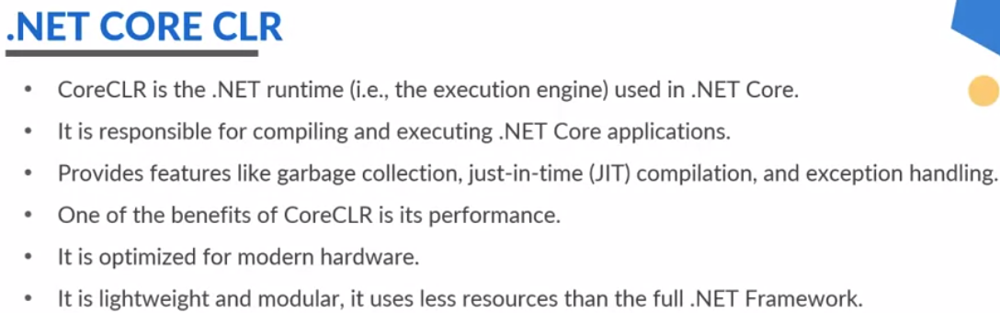 .NET CORE CLR
• CoreCLR is the .NET runtime (i.e., the execution engine) used in .NET Core.
• It is responsible for compiling and executing .NET Core applications.
• Provides features like garbage collection, just-in-time (JIT) compilation, and exception handling.
• One of the benefits of CoreCLR is its performance.
• It is optimized for modern hardware.
• It is lightweight and modular, it uses less resources than the full .NET Framework.